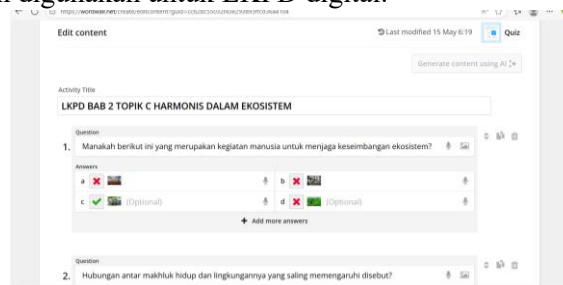 digunakan untuk LKPD digital.
Edit content
Last modified 15 May 6:19
Quiz
Generate content using AI
Activity Title
LKPD BAB 2 TOPIK C HARMONIS DALAM EKOSISTEM
Question
1. Manakah berikut ini yang merupakan kegiatan manusia untuk menjaga keseimbangan ekosistem?
Answers
a
b
c (Optional)
d (Optional)
+ Add more answers
Question
2. Hubungan antar makhluk hidup dan lingkungannya yang saling memengaruhi disebut?